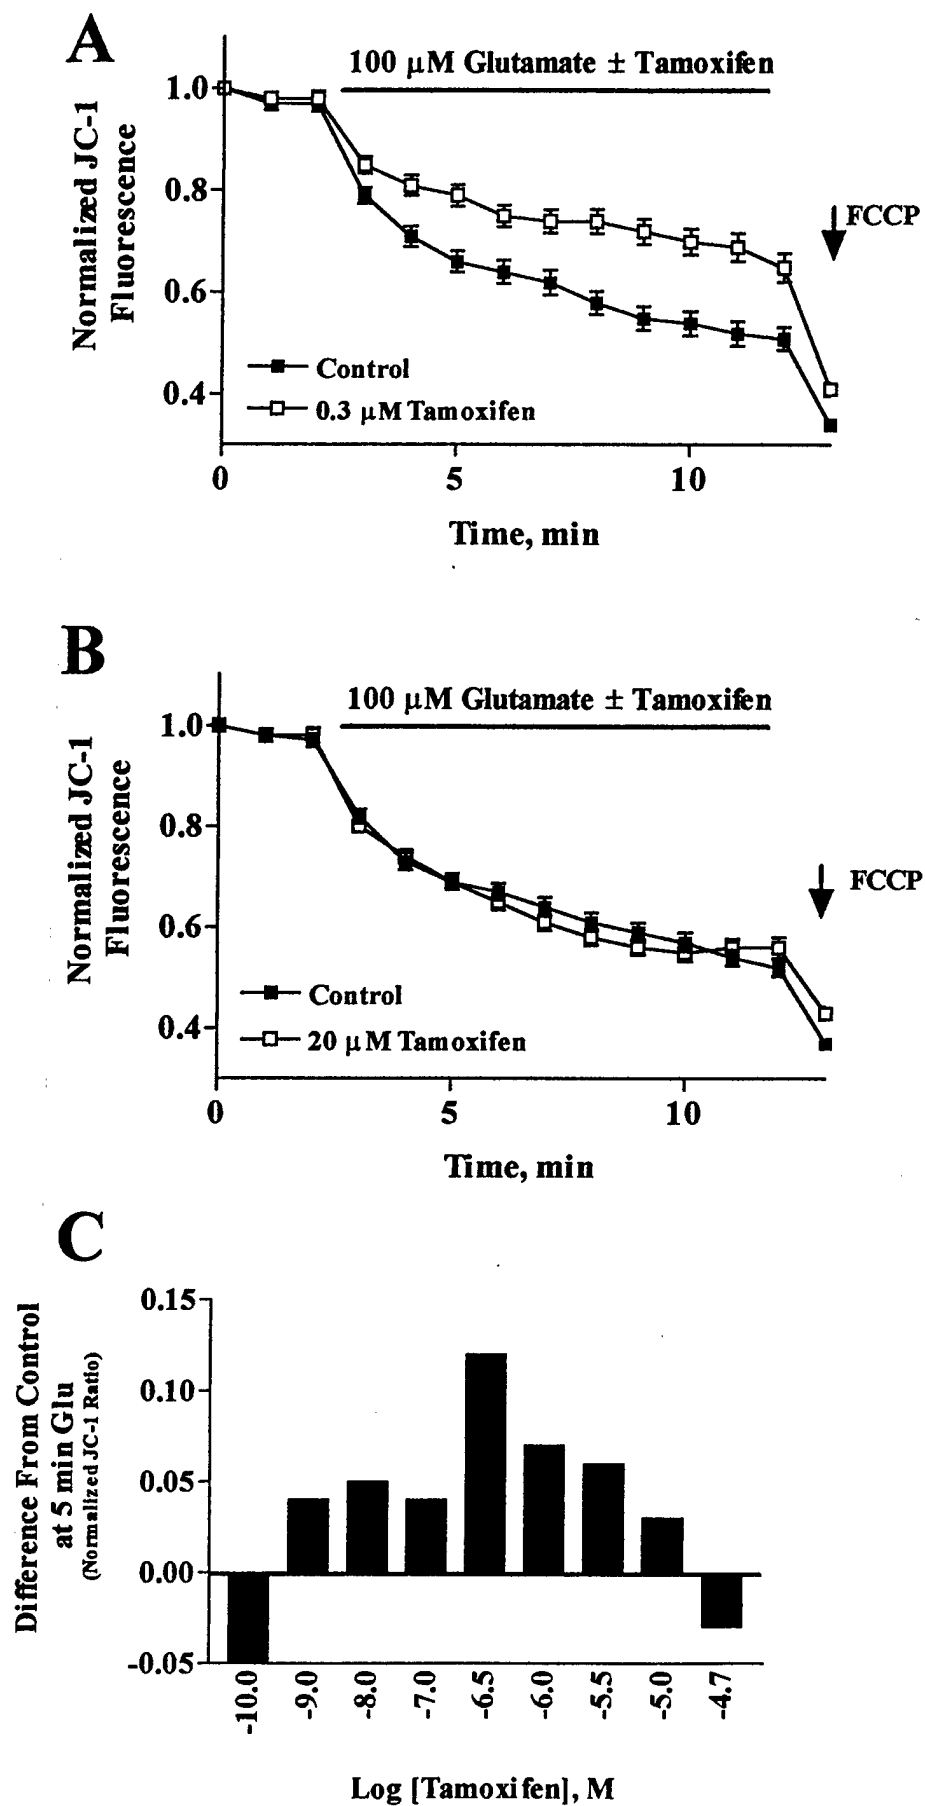 A
100 μM Glutamate ± Tamoxifen
Normalized JC-1
Fluorescence
1.0
0.8
0.6
0.4
FCCP
Control
0.3 μM Tamoxifen
0
5
10
Time, min
B
100 μM Glutamate ± Tamoxifen
Normalized JC-1
Fluorescence
1.0
0.8
0.6
0.4
FCCP
Control
20 μM Tamoxifen
0
5
10
Time, min
C
Difference From Control
at 5 min Glu
(Normalized JC-1 Ratio)
0.15
0.10
0.05
0.00
-0.05
-10.0
-9.0
-8.0
-7.0
-6.5
-6.0
-5.5
-5.0
-4.7
Log [Tamoxifen], M